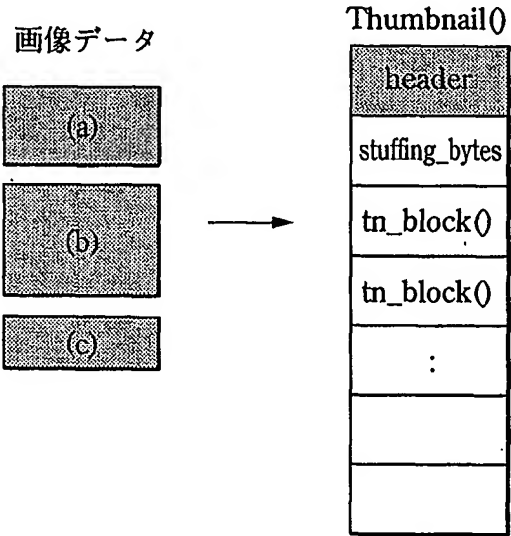 画像データ
(a)
(b)
(c)
Thumbnail()
header
stuffing_bytes
tn_block()
tn_block()
: